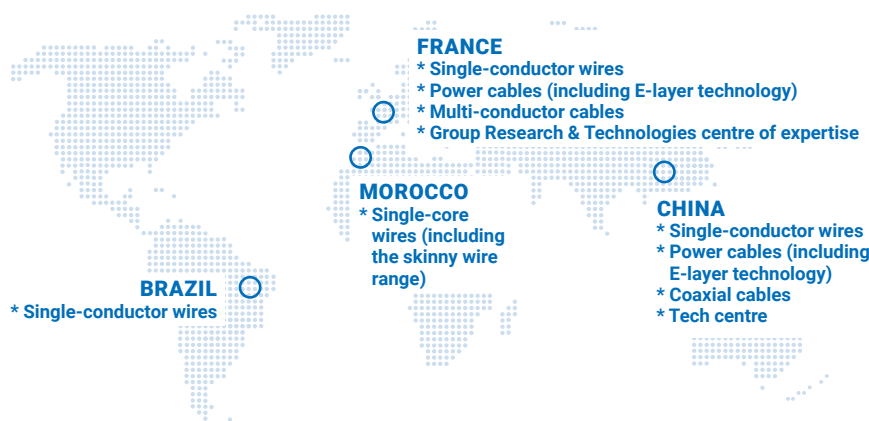 FRANCE
* Single-conductor wires
* Power cables (including E-layer technology)
* Multi-conductor cables
* Group Research & Technologies centre of expertise
MOROCCO
* Single-core
wires (including
the skinny wire
range)
CHINA
* Single-conductor wires
* Power cables (including
E-layer technology)
* Coaxial cables
* Tech centre
BRAZIL
* Single-conductor wires